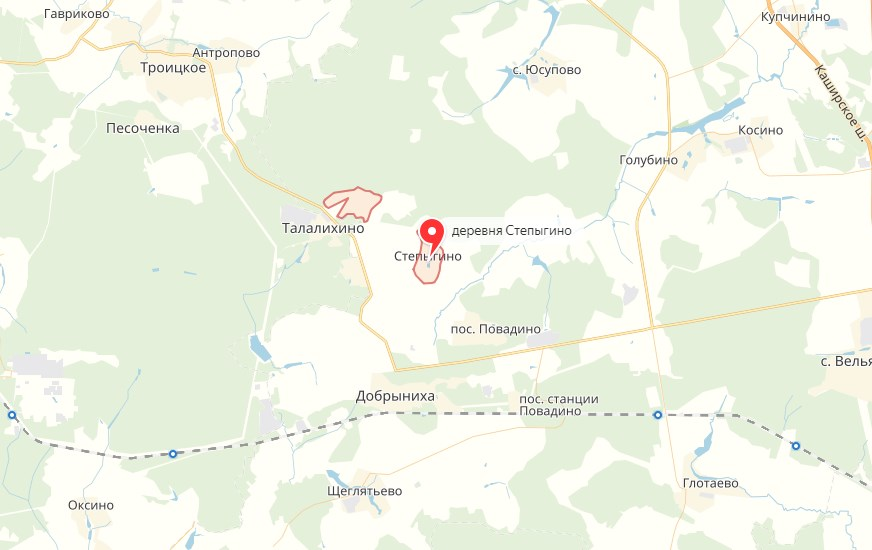 Гавриково
Купчинино
Антропово
Троицкое
с. Юсупово
Каширское ш.
Песоченка
Косино
Голубино
Талалихино
деревня Степыгино
Степыгино
пос. Повадино
с. Велья
Добрыниха
пос. станции
Повадино
Глотаево
Щеглятьево
Оксино